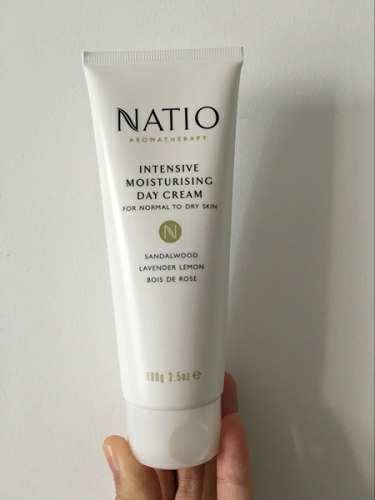 NATIO
AROMATHERAPY
INTENSIVE
MOISTURISING
DAY CREAM
FOR NORMAL TO DRY SKIN
N
SANDALWOOD
LAVENDER LEMON
BOIS DE ROSE
100g 3.5oz ℮